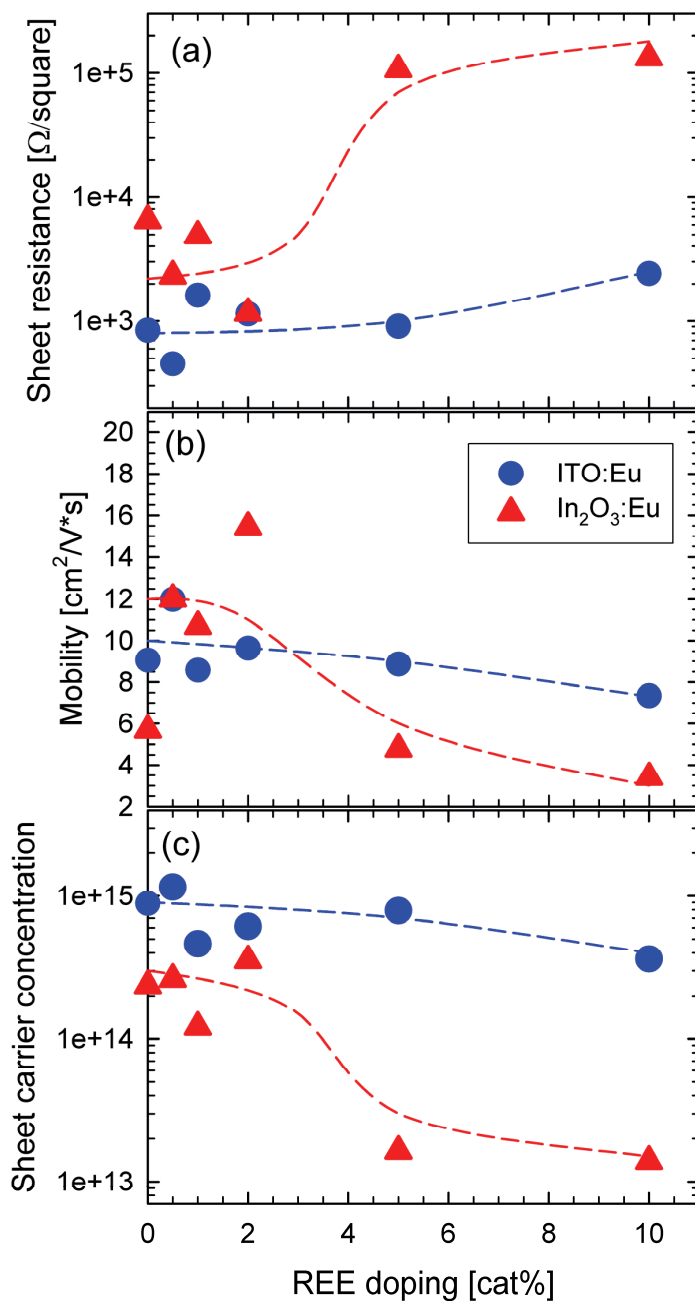 (a)
Sheet resistance [Ω/square]
1e+5
1e+4
1e+3
(b)
Mobility [cm²/V*s]
20
18
16
14
12
10
8
6
4
2
ITO:Eu
In₂O₃:Eu
(c)
Sheet carrier concentration
1e+15
1e+14
1e+13
0 2 4 6 8 10
REE doping [cat%]